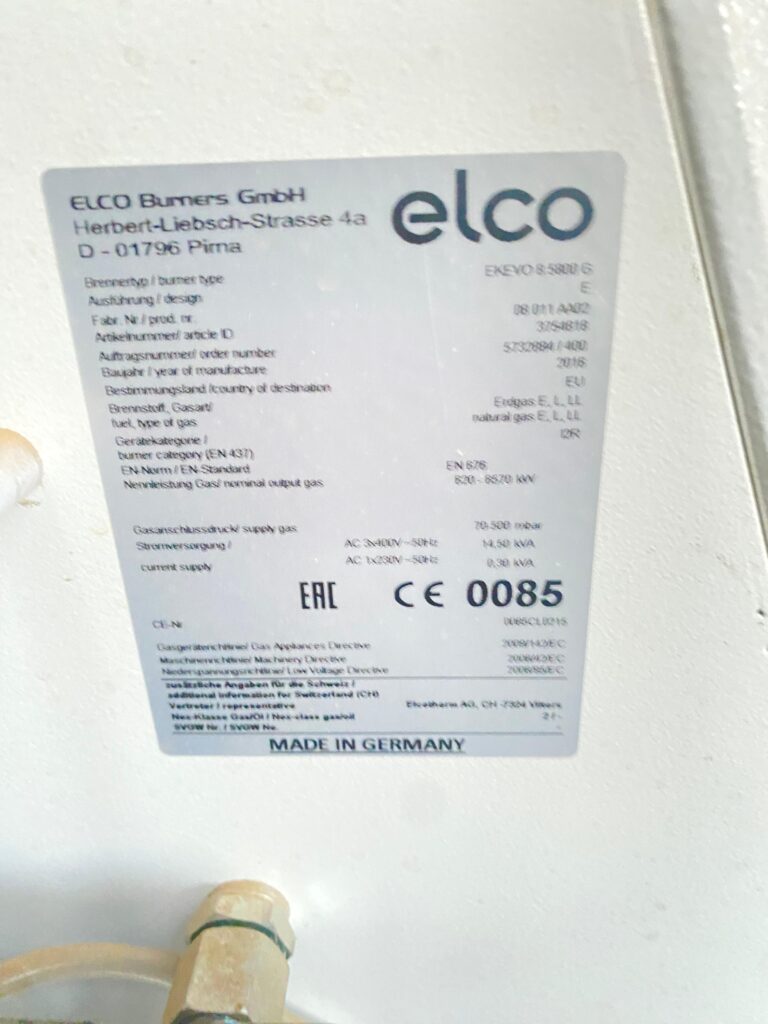 ELCO Burners GmbH
Herbert-Liebsch-Strasse 4a
D - 01796 Pirna
elco
Brennertyp / burner type EKEVO 8.5800 G
Ausführung / design E
Fabr. Nr / prod. nr. 08 011 AA02
Artikelnummer/ article ID 3754818
Auftragsnummer/ order number 5732884 / 400
Baujahr / year of manufacture 2016
Bestimmungsland /country of destination EU
Brennstoff, Gasart/ Erdgas E, L, LL
fuel, type of gas natural gas E, L, LL
Gerätekategorie / I2R
burner category (EN 437)
EN-Norm / EN-Standard EN 676
Nennleistung Gas/ nominal output gas kW
Gasanschlussdruck/ supply gas 70-500 mbar
Stromversorgung / AC 3x400V ~50Hz 14,50 kVA
current supply AC 1x230V ~50Hz 0,30 kVA
EAC CE 0085
CE-Nr
Gasgeräterichtlinie/ Gas Appliances Directive 2009/142/EC
Maschinenrichtlinie/ Machinery Directive 2006/42/EC
Niederspannungsrichtlinie/ Low Voltage Directive 2006/95/EC
zusätzliche Angaben für die Schweiz /
additional information for Switzerland (CH)
Vertreter / representative Elcotherm AG, CH -7324 Vilters
Nox-Klasse Gas/Öl / Nox-class gas/oil 2 / -
SVGW Nr. / SVGW No. -
MADE IN GERMANY